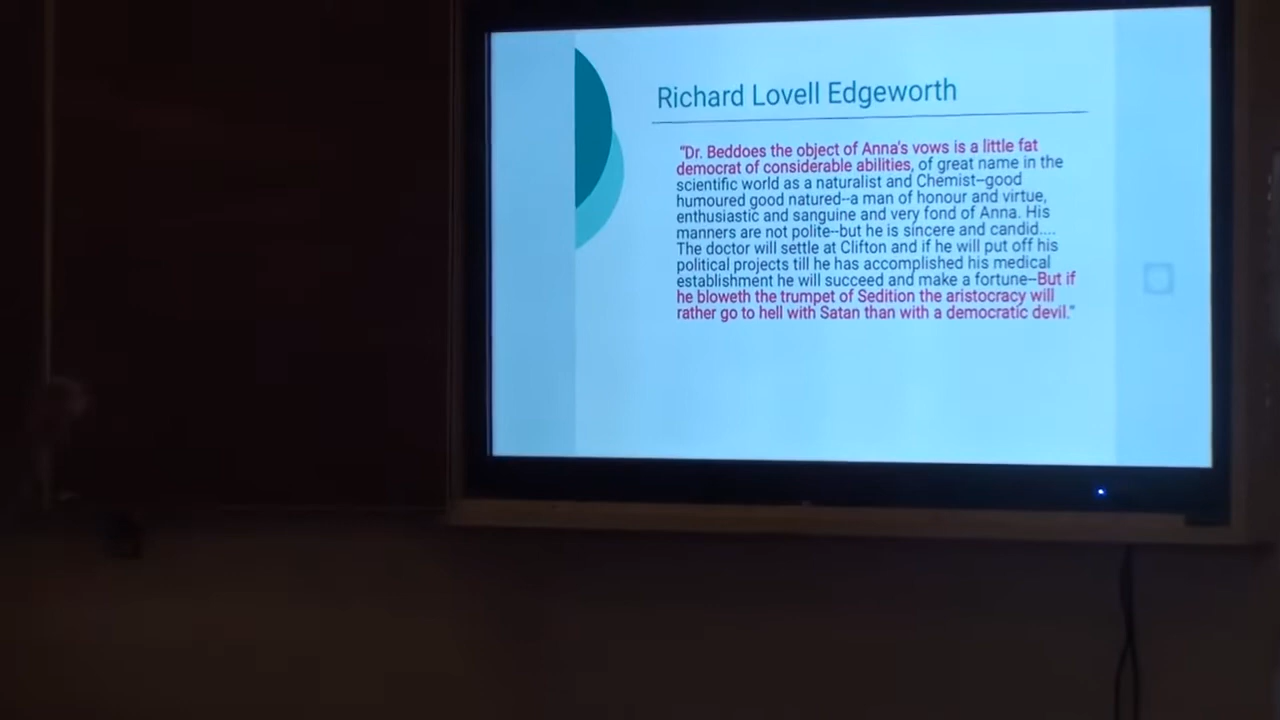 Richard Lovell Edgeworth
"Dr. Beddoes the object of Anna's vows is a little fat
democrat of considerable abilities, of great name in the
scientific world as a naturalist and Chemist--good
humoured good natured--a man of honour and virtue,
enthusiastic and sanguine and very fond of Anna. His
manners are not polite--but he is sincere and candid....
The doctor will settle at Clifton and if he will put off his
political projects till he has accomplished his medical
establishment he will succeed and make a fortune--But if
he bloweth the trumpet of Sedition the aristocracy will
rather go to hell with Satan than with a democratic devil."